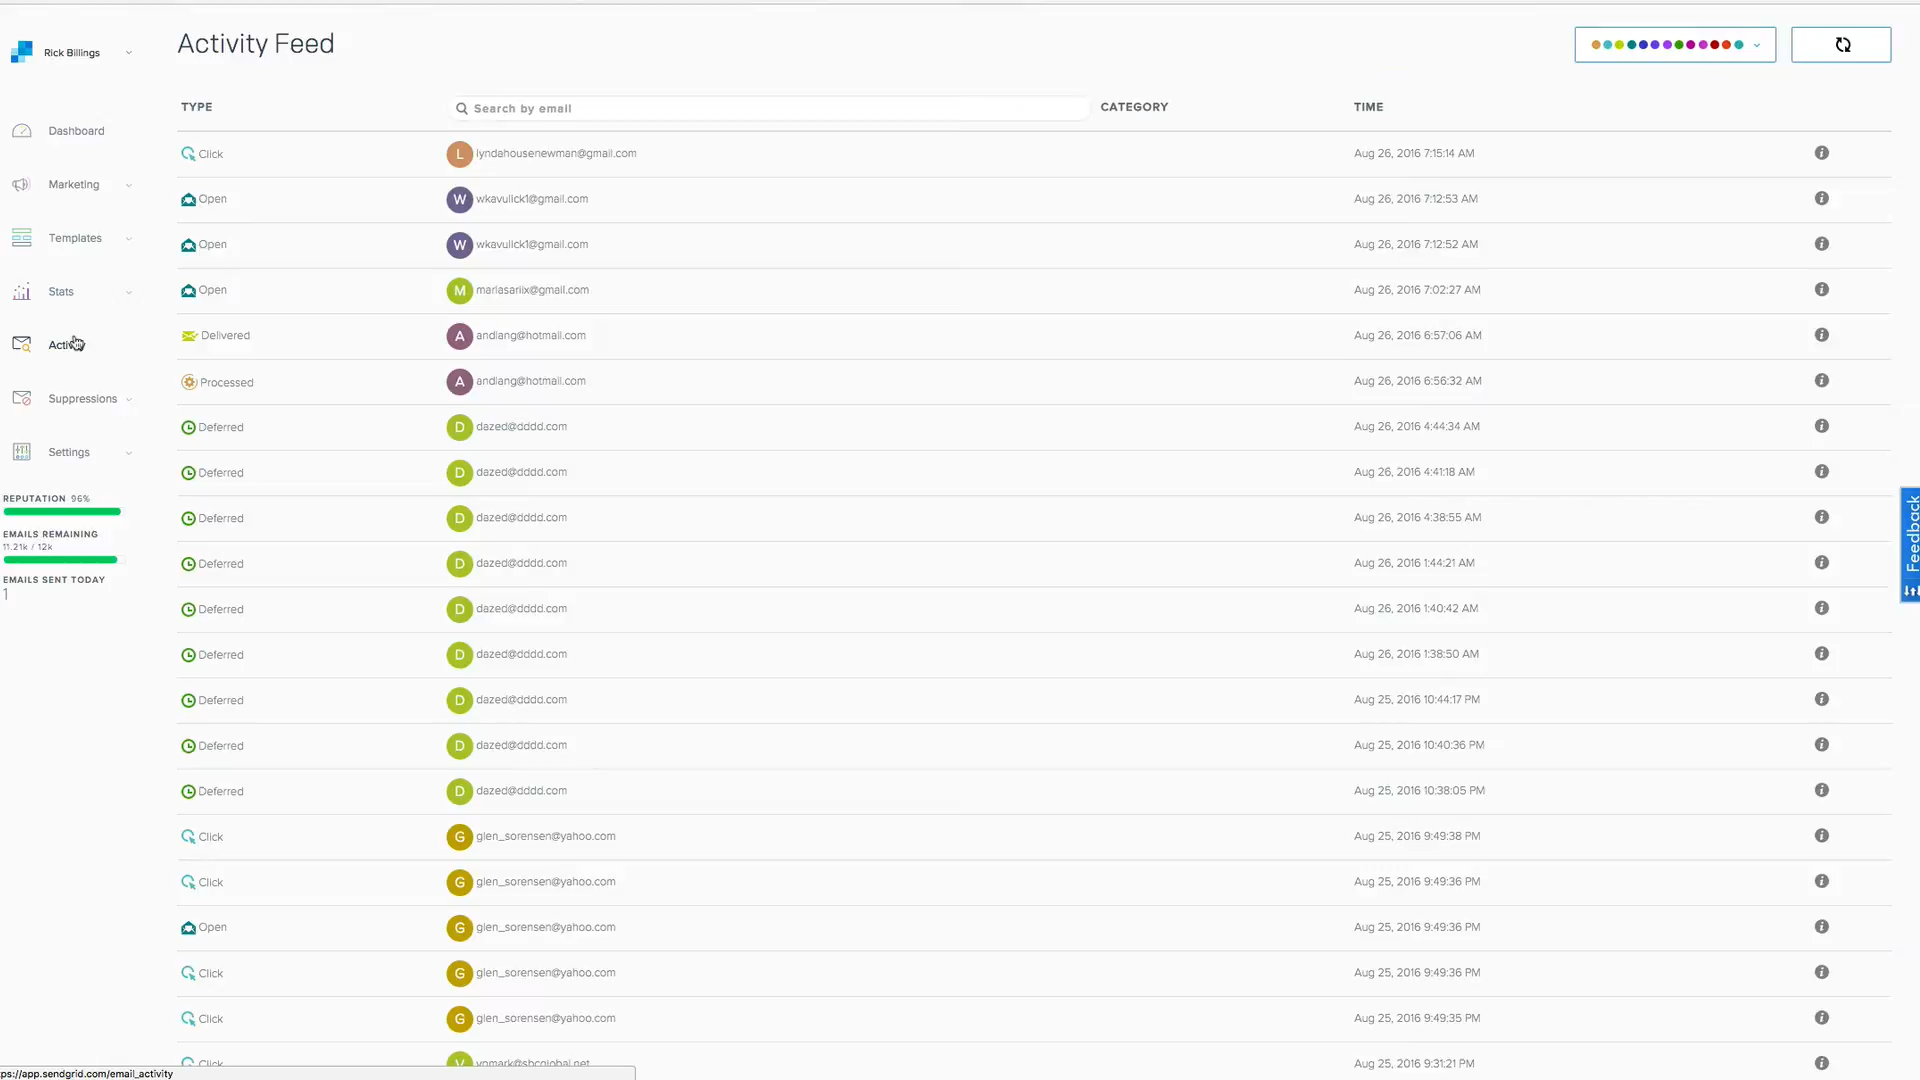 Rick Billings
Activity Feed
TYPE
Search by email
CATEGORY
TIME
Dashboard
Marketing
Templates
Stats
Suppressions
Settings
REPUTATION 96%
EMAILS REMAINING
11.21k / 12k
EMAILS SENT TODAY
1
Click L lyndahousenewman@gmail.com Aug 26, 2016 7:15:14 AM
Open W wkavulick1@gmail.com Aug 26, 2016 7:12:53 AM
Open W wkavulick1@gmail.com Aug 26, 2016 7:12:52 AM
Open M marlasarlix@gmail.com Aug 26, 2016 7:02:27 AM
Delivered A andlang@hotmail.com Aug 26, 2016 6:57:06 AM
Processed A andlang@hotmail.com Aug 26, 2016 6:56:32 AM
Deferred D dazed@dddd.com Aug 26, 2016 4:44:34 AM
Deferred D dazed@dddd.com Aug 26, 2016 4:41:18 AM
Deferred D dazed@dddd.com Aug 26, 2016 4:38:55 AM
Deferred D dazed@dddd.com Aug 26, 2016 1:44:21 AM
Deferred D dazed@dddd.com Aug 26, 2016 1:40:42 AM
Deferred D dazed@dddd.com Aug 26, 2016 1:38:50 AM
Deferred D dazed@dddd.com Aug 25, 2016 10:44:17 PM
Deferred D dazed@dddd.com Aug 25, 2016 10:40:36 PM
Deferred D dazed@dddd.com Aug 25, 2016 10:38:05 PM
Click G glen_sorensen@yahoo.com Aug 25, 2016 9:49:38 PM
Click G glen_sorensen@yahoo.com Aug 25, 2016 9:49:36 PM
Open G glen_sorensen@yahoo.com Aug 25, 2016 9:49:36 PM
Click G glen_sorensen@yahoo.com Aug 25, 2016 9:49:36 PM
Click G glen_sorensen@yahoo.com Aug 25, 2016 9:49:35 PM
Click V Aug 25, 2016 9:31:21 PM
Feedback
ps://app.sendgrid.com/email_activity